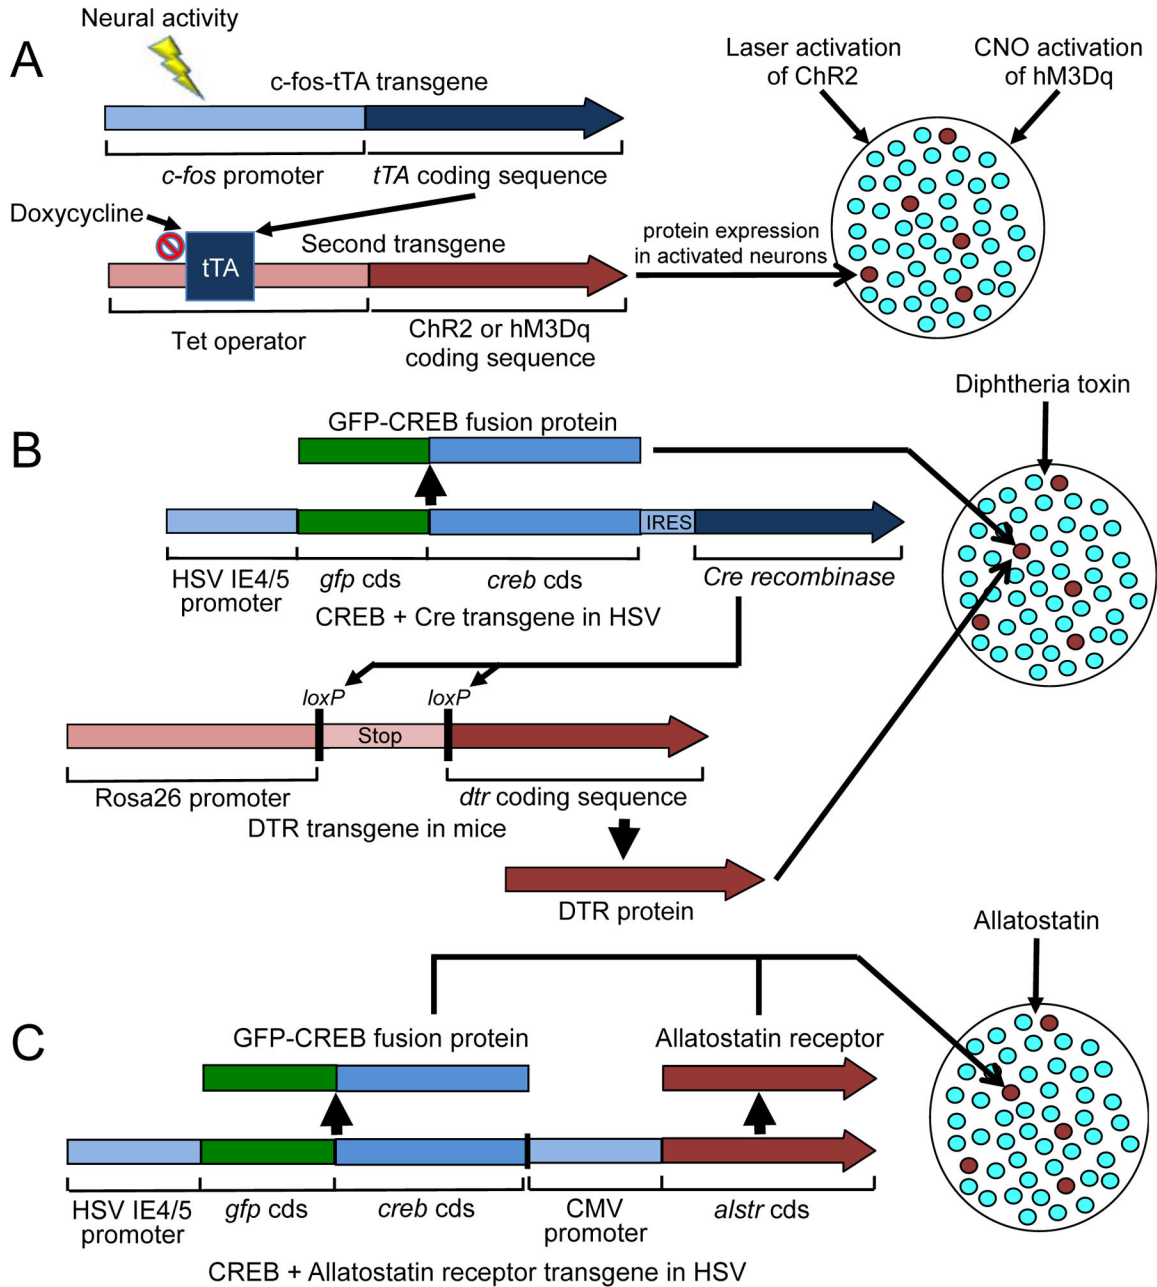 Neural activity
A
c-fos-tTA transgene
c-fos promoter
tTA coding sequence
Doxycycline
tTA
Second transgene
Tet operator
ChR2 or hM3Dq
coding sequence
protein expression
in activated neurons
Laser activation
of ChR2
CNO activation
of hM3Dq
B
GFP-CREB fusion protein
IRES
HSV IE4/5
promoter
gfp cds
creb cds
Cre recombinase
CREB + Cre transgene in HSV
loxP
loxP
Stop
Rosa26 promoter
dtr coding sequence
DTR transgene in mice
DTR protein
Diphtheria toxin
C
GFP-CREB fusion protein
Allatostatin receptor
HSV IE4/5
promoter
gfp cds
creb cds
CMV
promoter
alstr cds
CREB + Allatostatin receptor transgene in HSV
Allatostatin